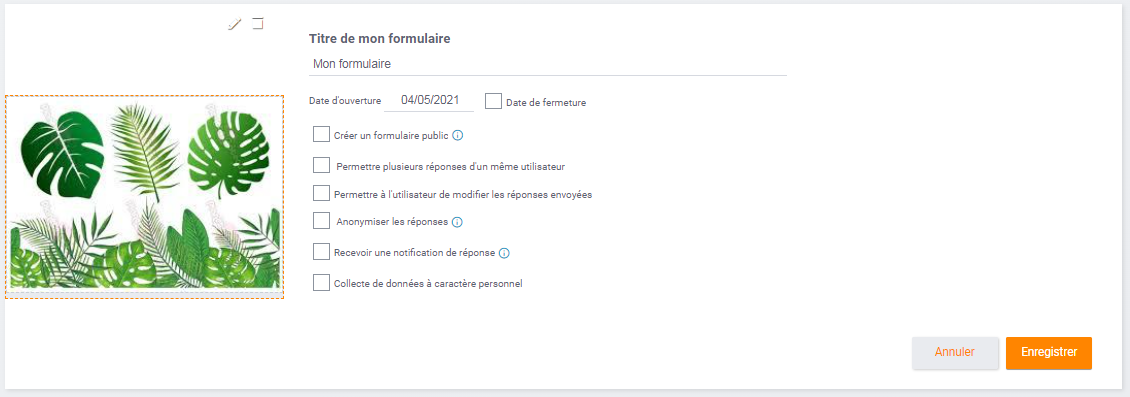 Titre de mon formulaire
Mon formulaire
Date d'ouverture 04/05/2021 Date de fermeture
Créer un formulaire public
Permettre plusieurs réponses d'un même utilisateur
Permettre à l'utilisateur de modifier les réponses envoyées
Anonymiser les réponses
Recevoir une notification de réponse
Collecte de données à caractère personnel
Annuler Enregistrer